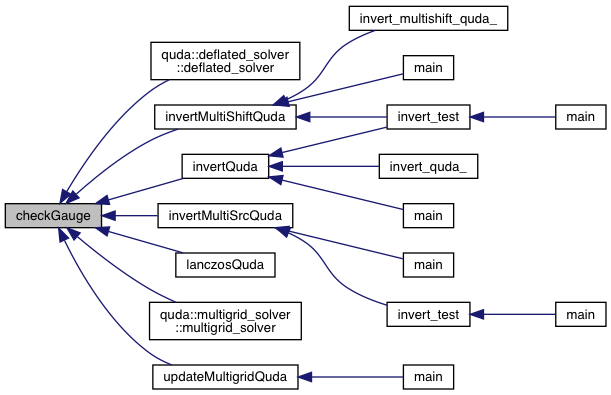 invert_multishift_quda_
quda::deflated_solver
::deflated_solver
main
invertMultiShiftQuda
invert_test
main
invertQuda
invert_quda_
checkGauge
invertMultiSrcQuda
main
lanczosQuda
main
quda::multigrid_solver
::multigrid_solver
invert_test
main
updateMultigridQuda
main